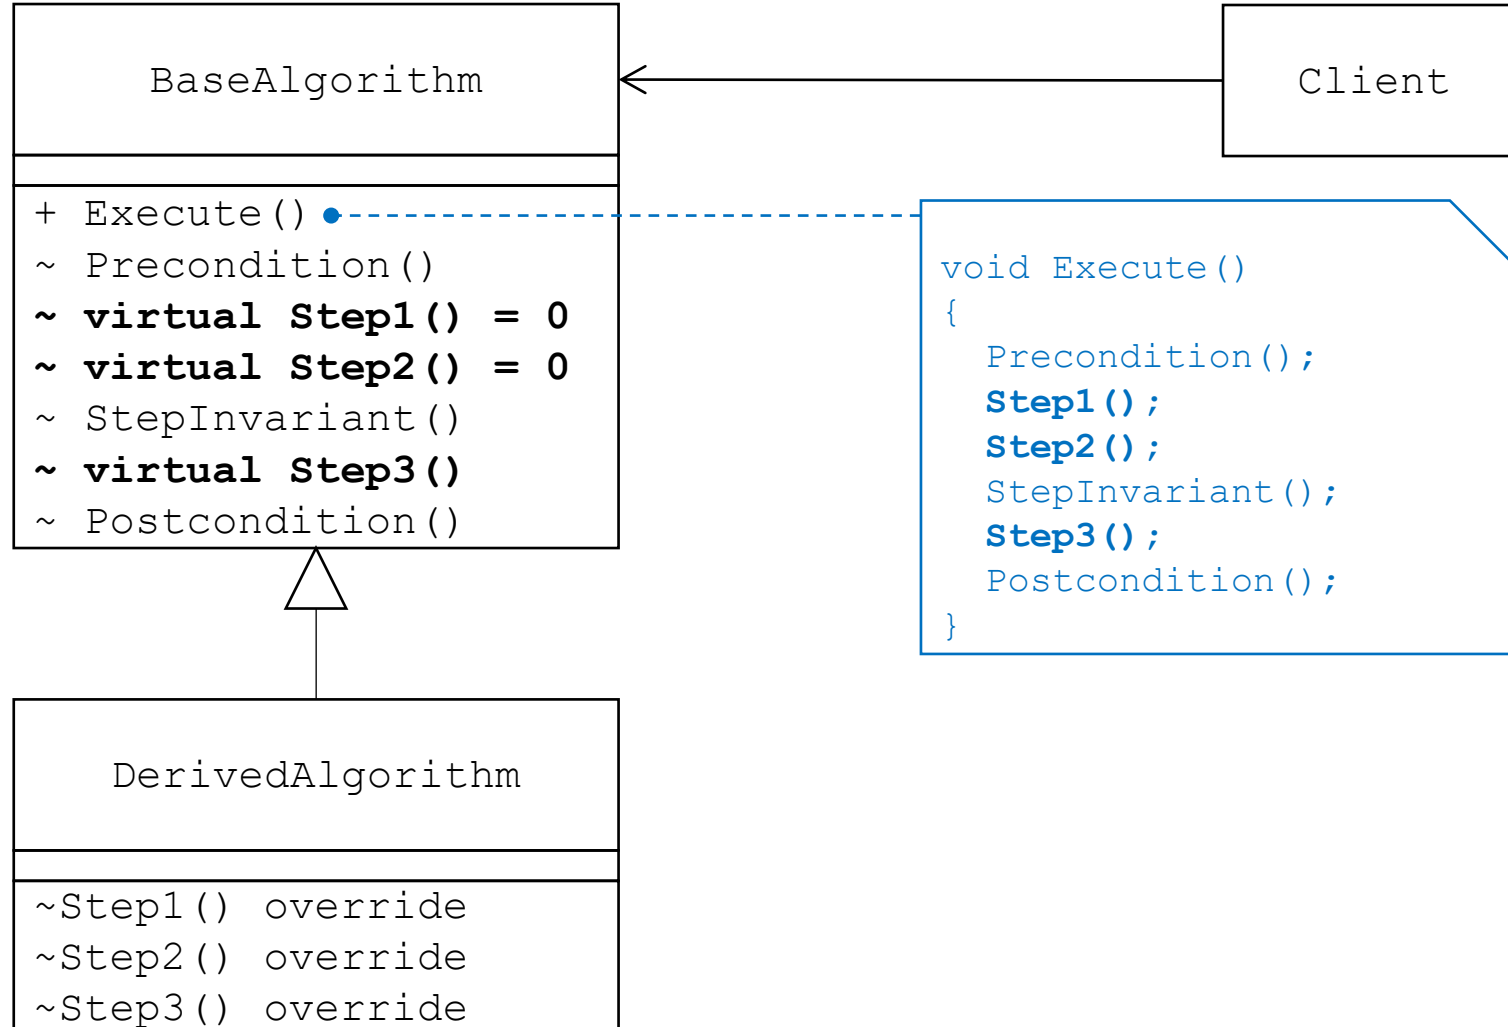 BaseAlgorithm
Client
+ Execute()
~ Precondition()
~ virtual Step1() = 0
~ virtual Step2() = 0
~ StepInvariant()
~ virtual Step3()
~ Postcondition()
void Execute()
{
Precondition();
Step1();
Step2();
StepInvariant();
Step3();
Postcondition();
}
DerivedAlgorithm
~Step1() override
~Step2() override
~Step3() override